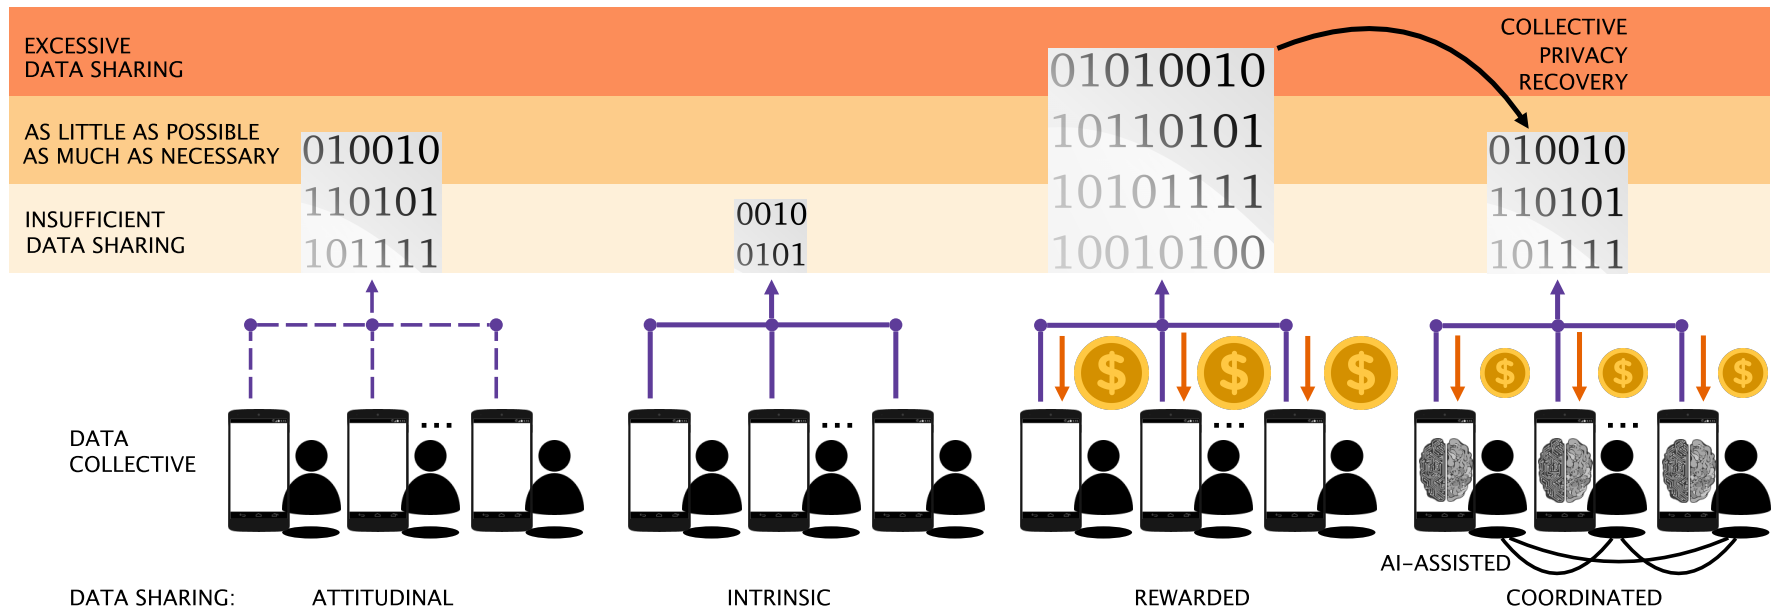 EXCESSIVE
DATA SHARING
COLLECTIVE
PRIVACY
RECOVERY
AS LITTLE AS POSSIBLE
AS MUCH AS NECESSARY
INSUFFICIENT
DATA SHARING
010010
110101
101111
0010
0101
01010010
10110101
10101111
10010100
010010
110101
101111
$ $ $ $ $ $
DATA
COLLECTIVE
... ... ... ...
AI-ASSISTED
DATA SHARING: ATTITUDINAL INTRINSIC REWARDED COORDINATED